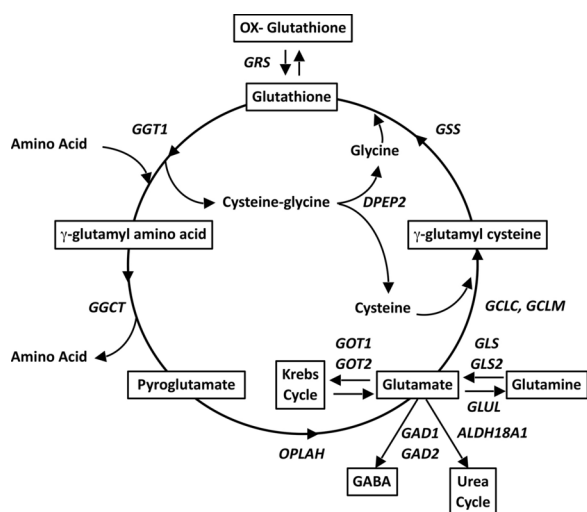 OX- Glutathione
GRS
Glutathione
GGT1
GSS
Amino Acid
Glycine
Cysteine-glycine
DPEP2
γ-glutamyl amino acid
γ-glutamyl cysteine
GGCT
Cysteine
GCLC, GCLM
GOT1
GOT2
GLS
GLS2
Amino Acid
Pyroglutamate
Krebs
Cycle
Glutamate
Glutamine
GLUL
OPLAH
GAD1
GAD2
ALDH18A1
GABA
Urea
Cycle